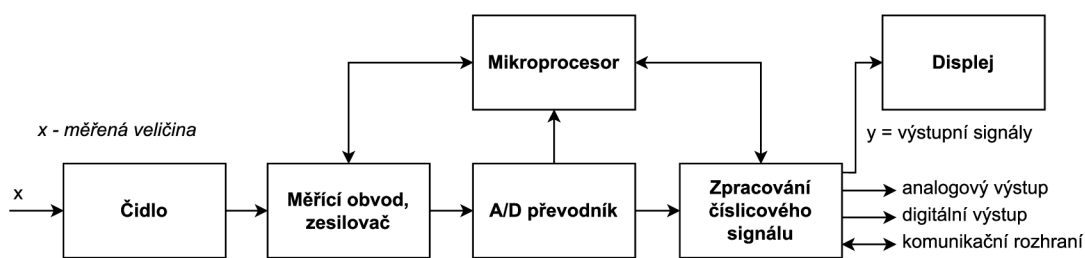 Mikroprocesor
Displej
x - měřená veličina
y = výstupní signály
x
Čidlo
Měřící obvod,
zesilovač
A/D převodník
Zpracování
číslicového
signálu
analogový výstup
digitální výstup
komunikační rozhraní